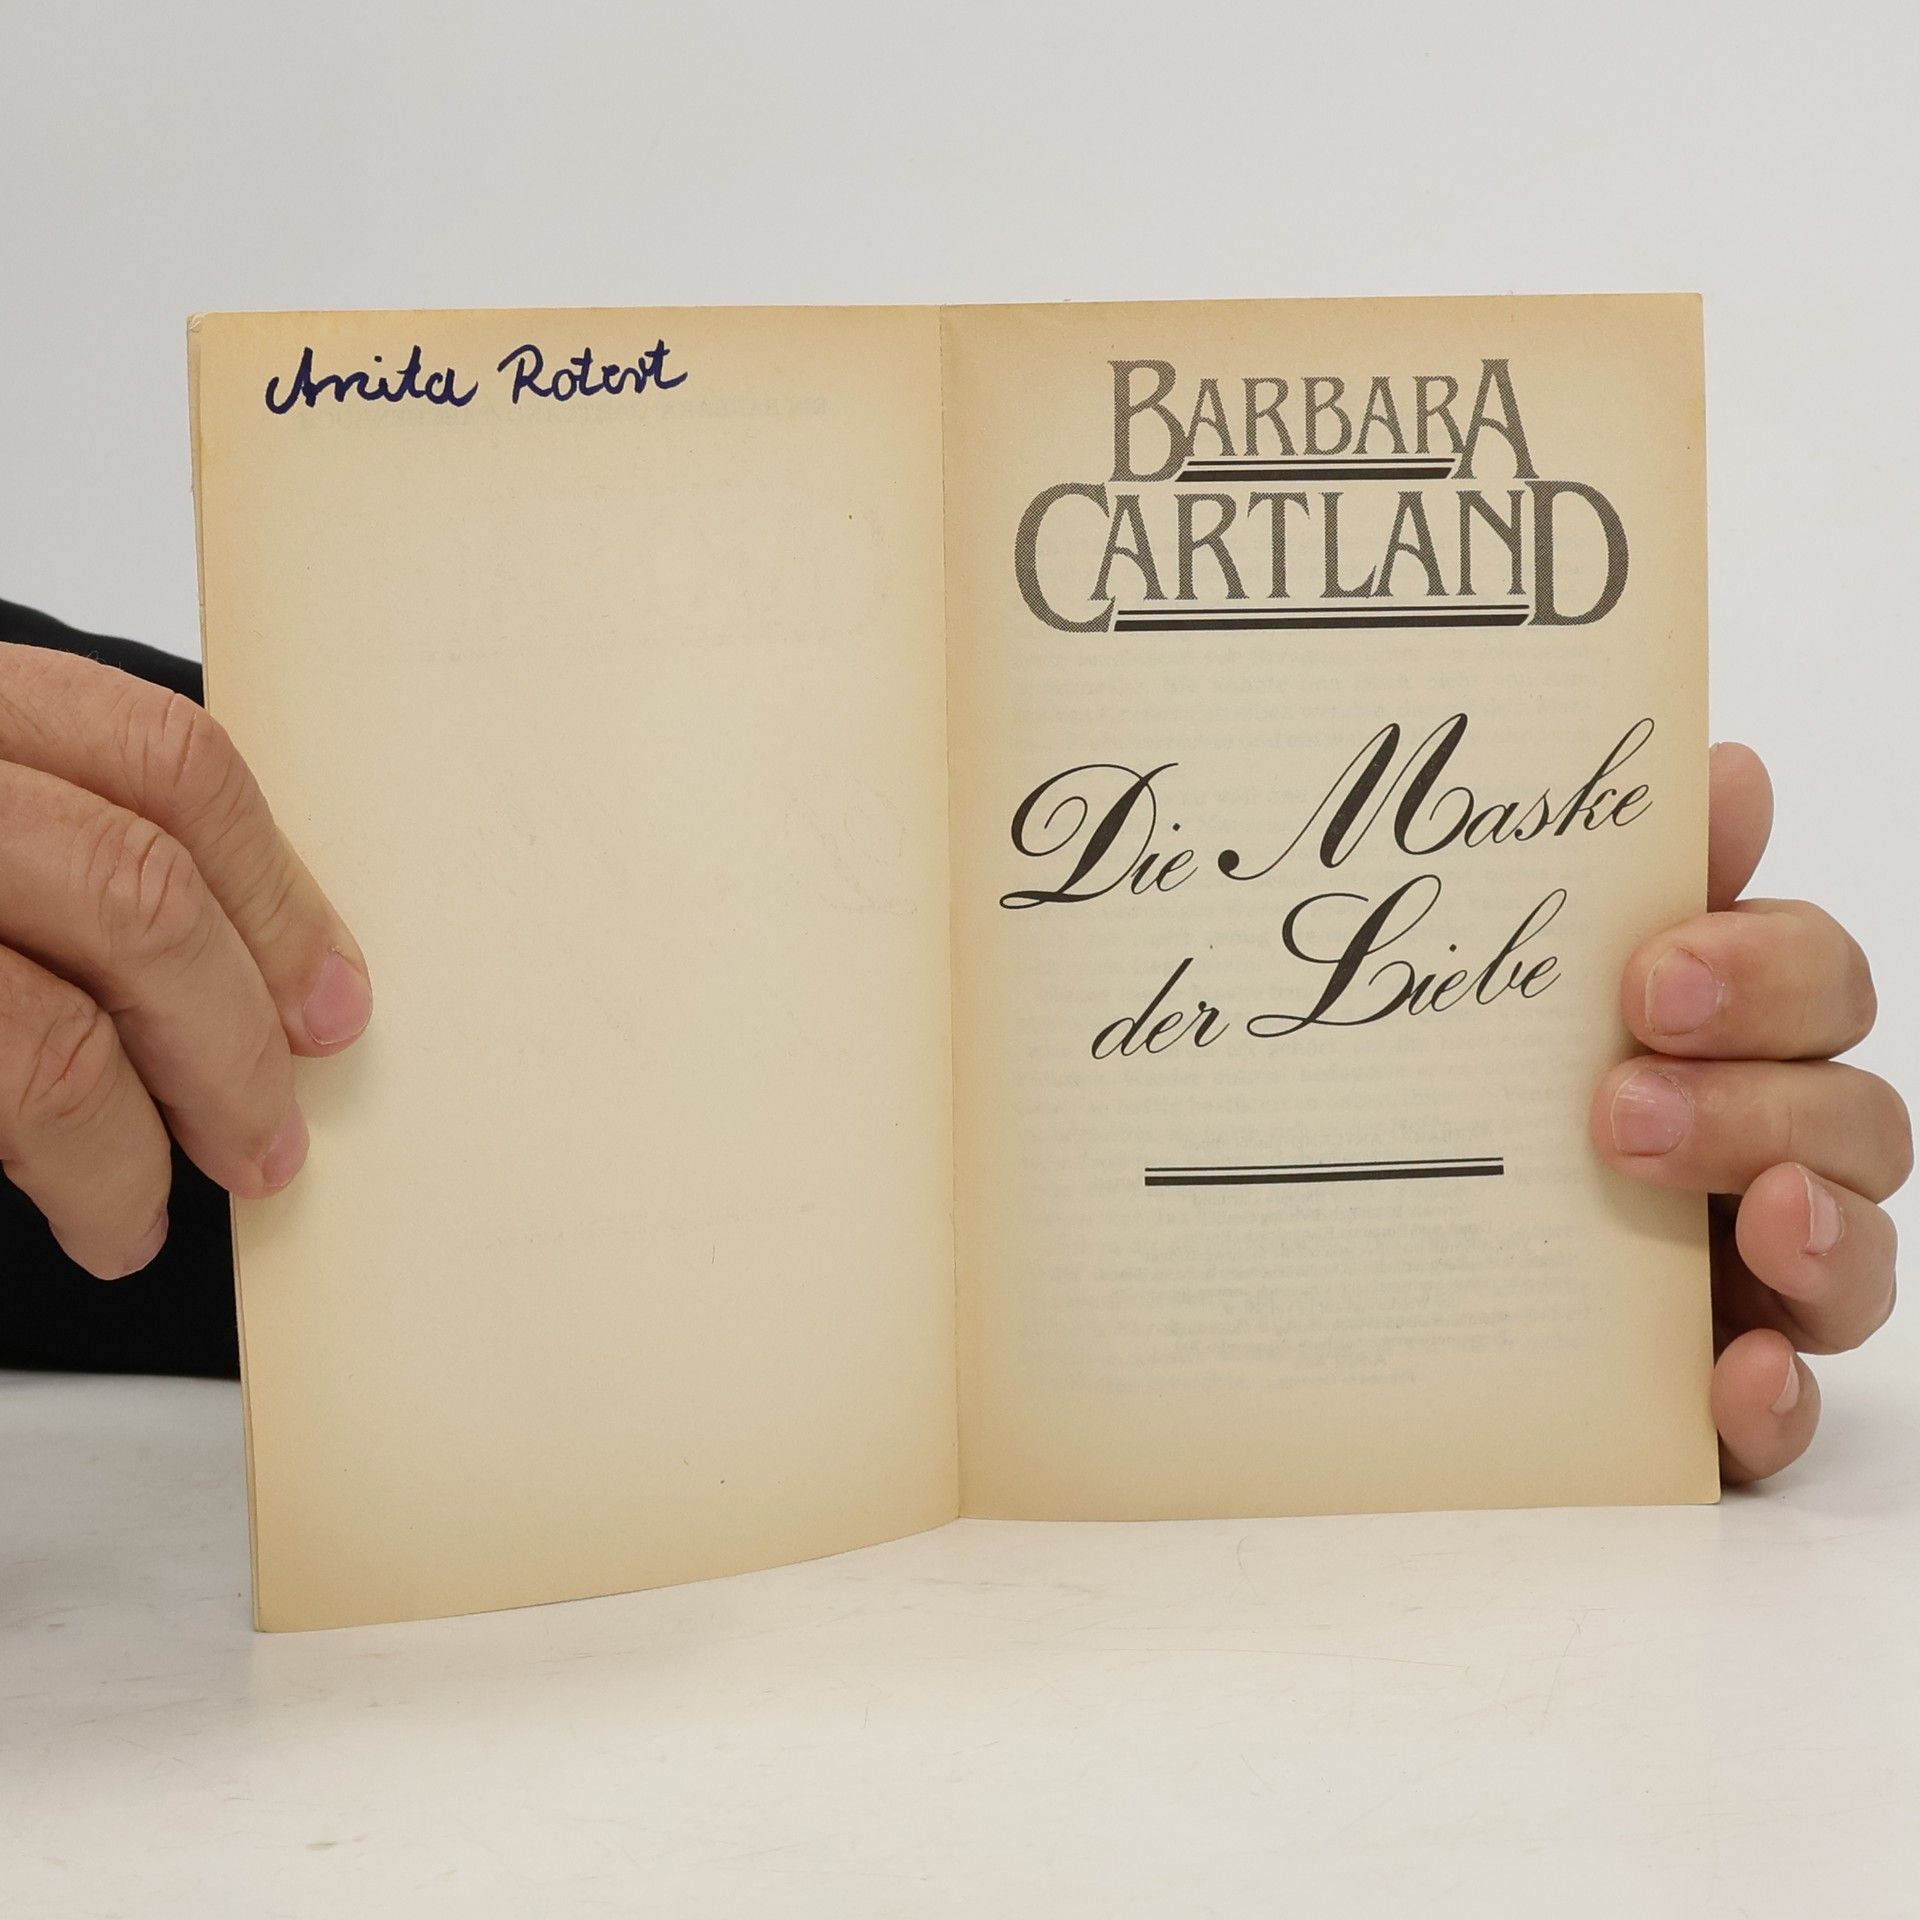 Anita Rotert
BARBARA
CARTLAND
Die Maske
der Liebe